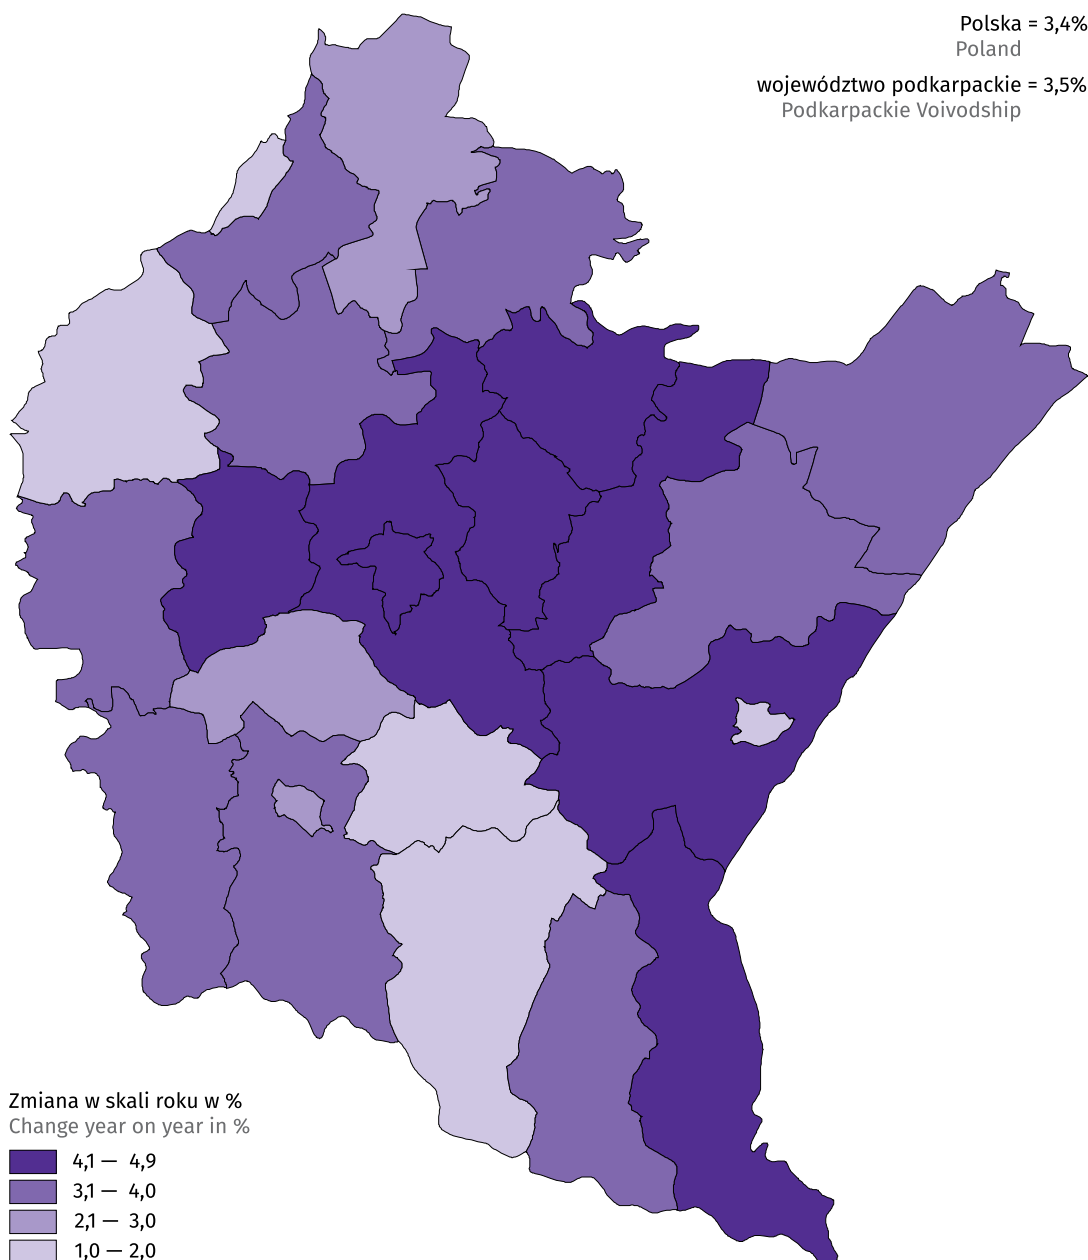 Polska = 3,4%
Poland
województwo podkarpackie = 3,5%
Podkarpackie Voivodship
Zmiana w skali roku w %
Change year on year in %
4,1 — 4,9
3,1 — 4,0
2,1 — 3,0
1,0 — 2,0